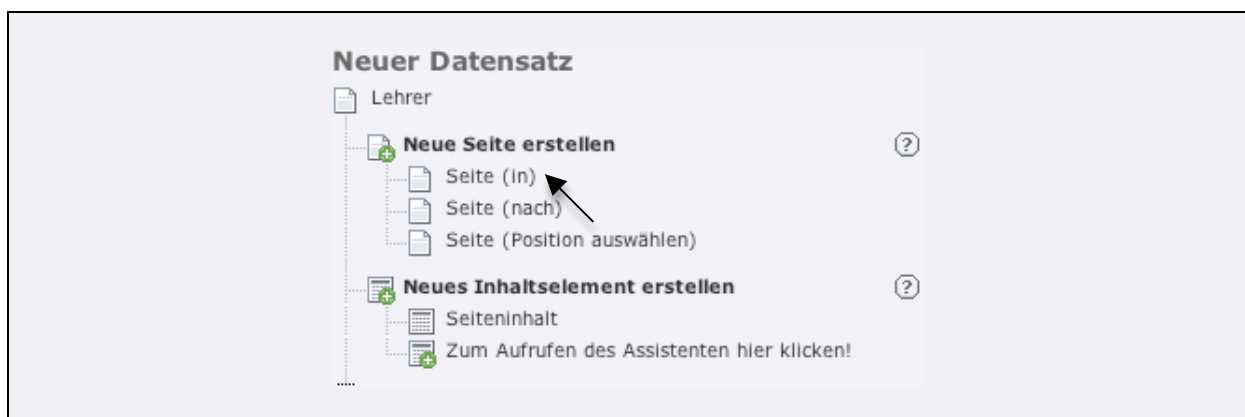 Neuer Datensatz
Lehrer
Neue Seite erstellen
Seite (in)
Seite (nach)
Seite (Position auswählen)
Neues Inhaltselement erstellen
Seiteninhalt
Zum Aufrufen des Assistenten hier klicken!